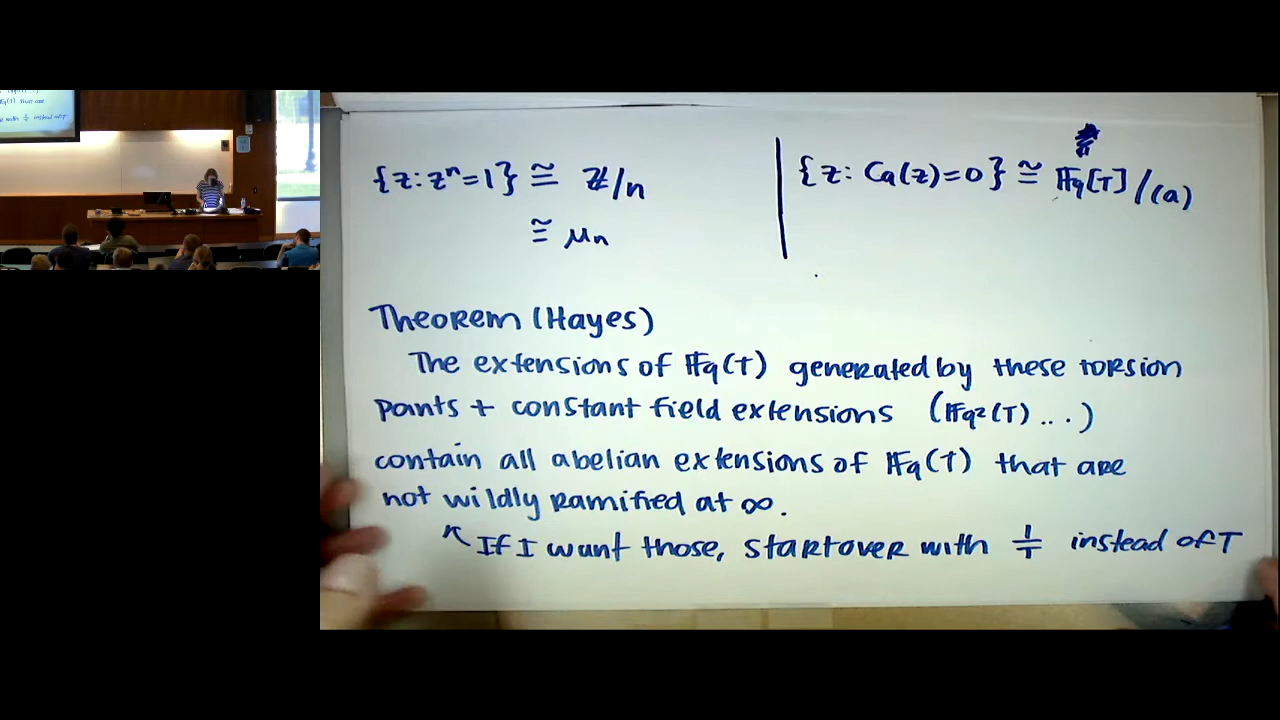 {z: zⁿ=1} ≅ ℤ/n
≅ μn
{z: Ca(z)=0} ≅ 𝔽q[T]/(a)
Theorem (Hayes)
The extensions of 𝔽q(T) generated by these torsion
points + constant field extensions (𝔽q²(T) ...)
contain all abelian extensions of 𝔽q(T) that are
not wildly ramified at ∞.
↖ If I want those, start over with 1/T instead of T